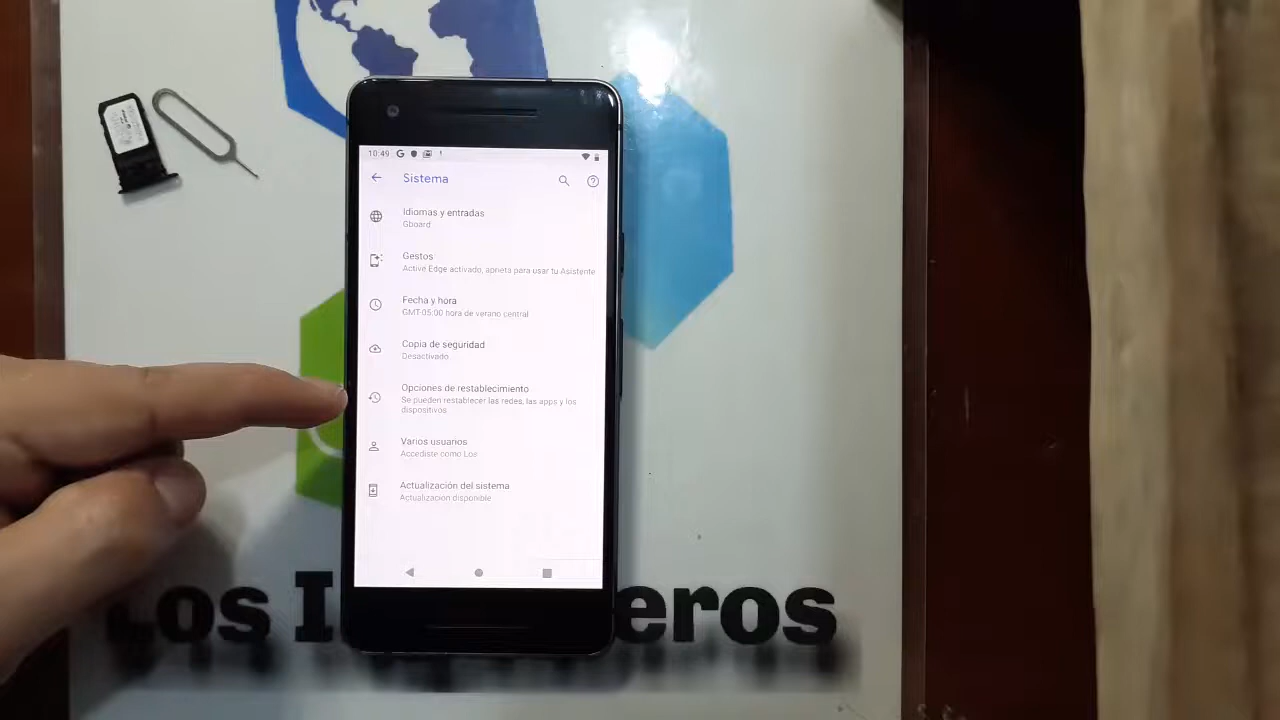 10:49 G
Sistema
Idiomas y entradas
Gboard
Gestos
Active Edge activado, aprieta para usar tu Asistente
Fecha y hora
GMT-05:00 hora de verano central
Copia de seguridad
Desactivado
Opciones de restablecimiento
Se pueden restablecer las redes, las apps y los
dispositivos.
Varios usuarios
Accediste como Los
Actualización del sistema
Actualización disponible
Los I eros